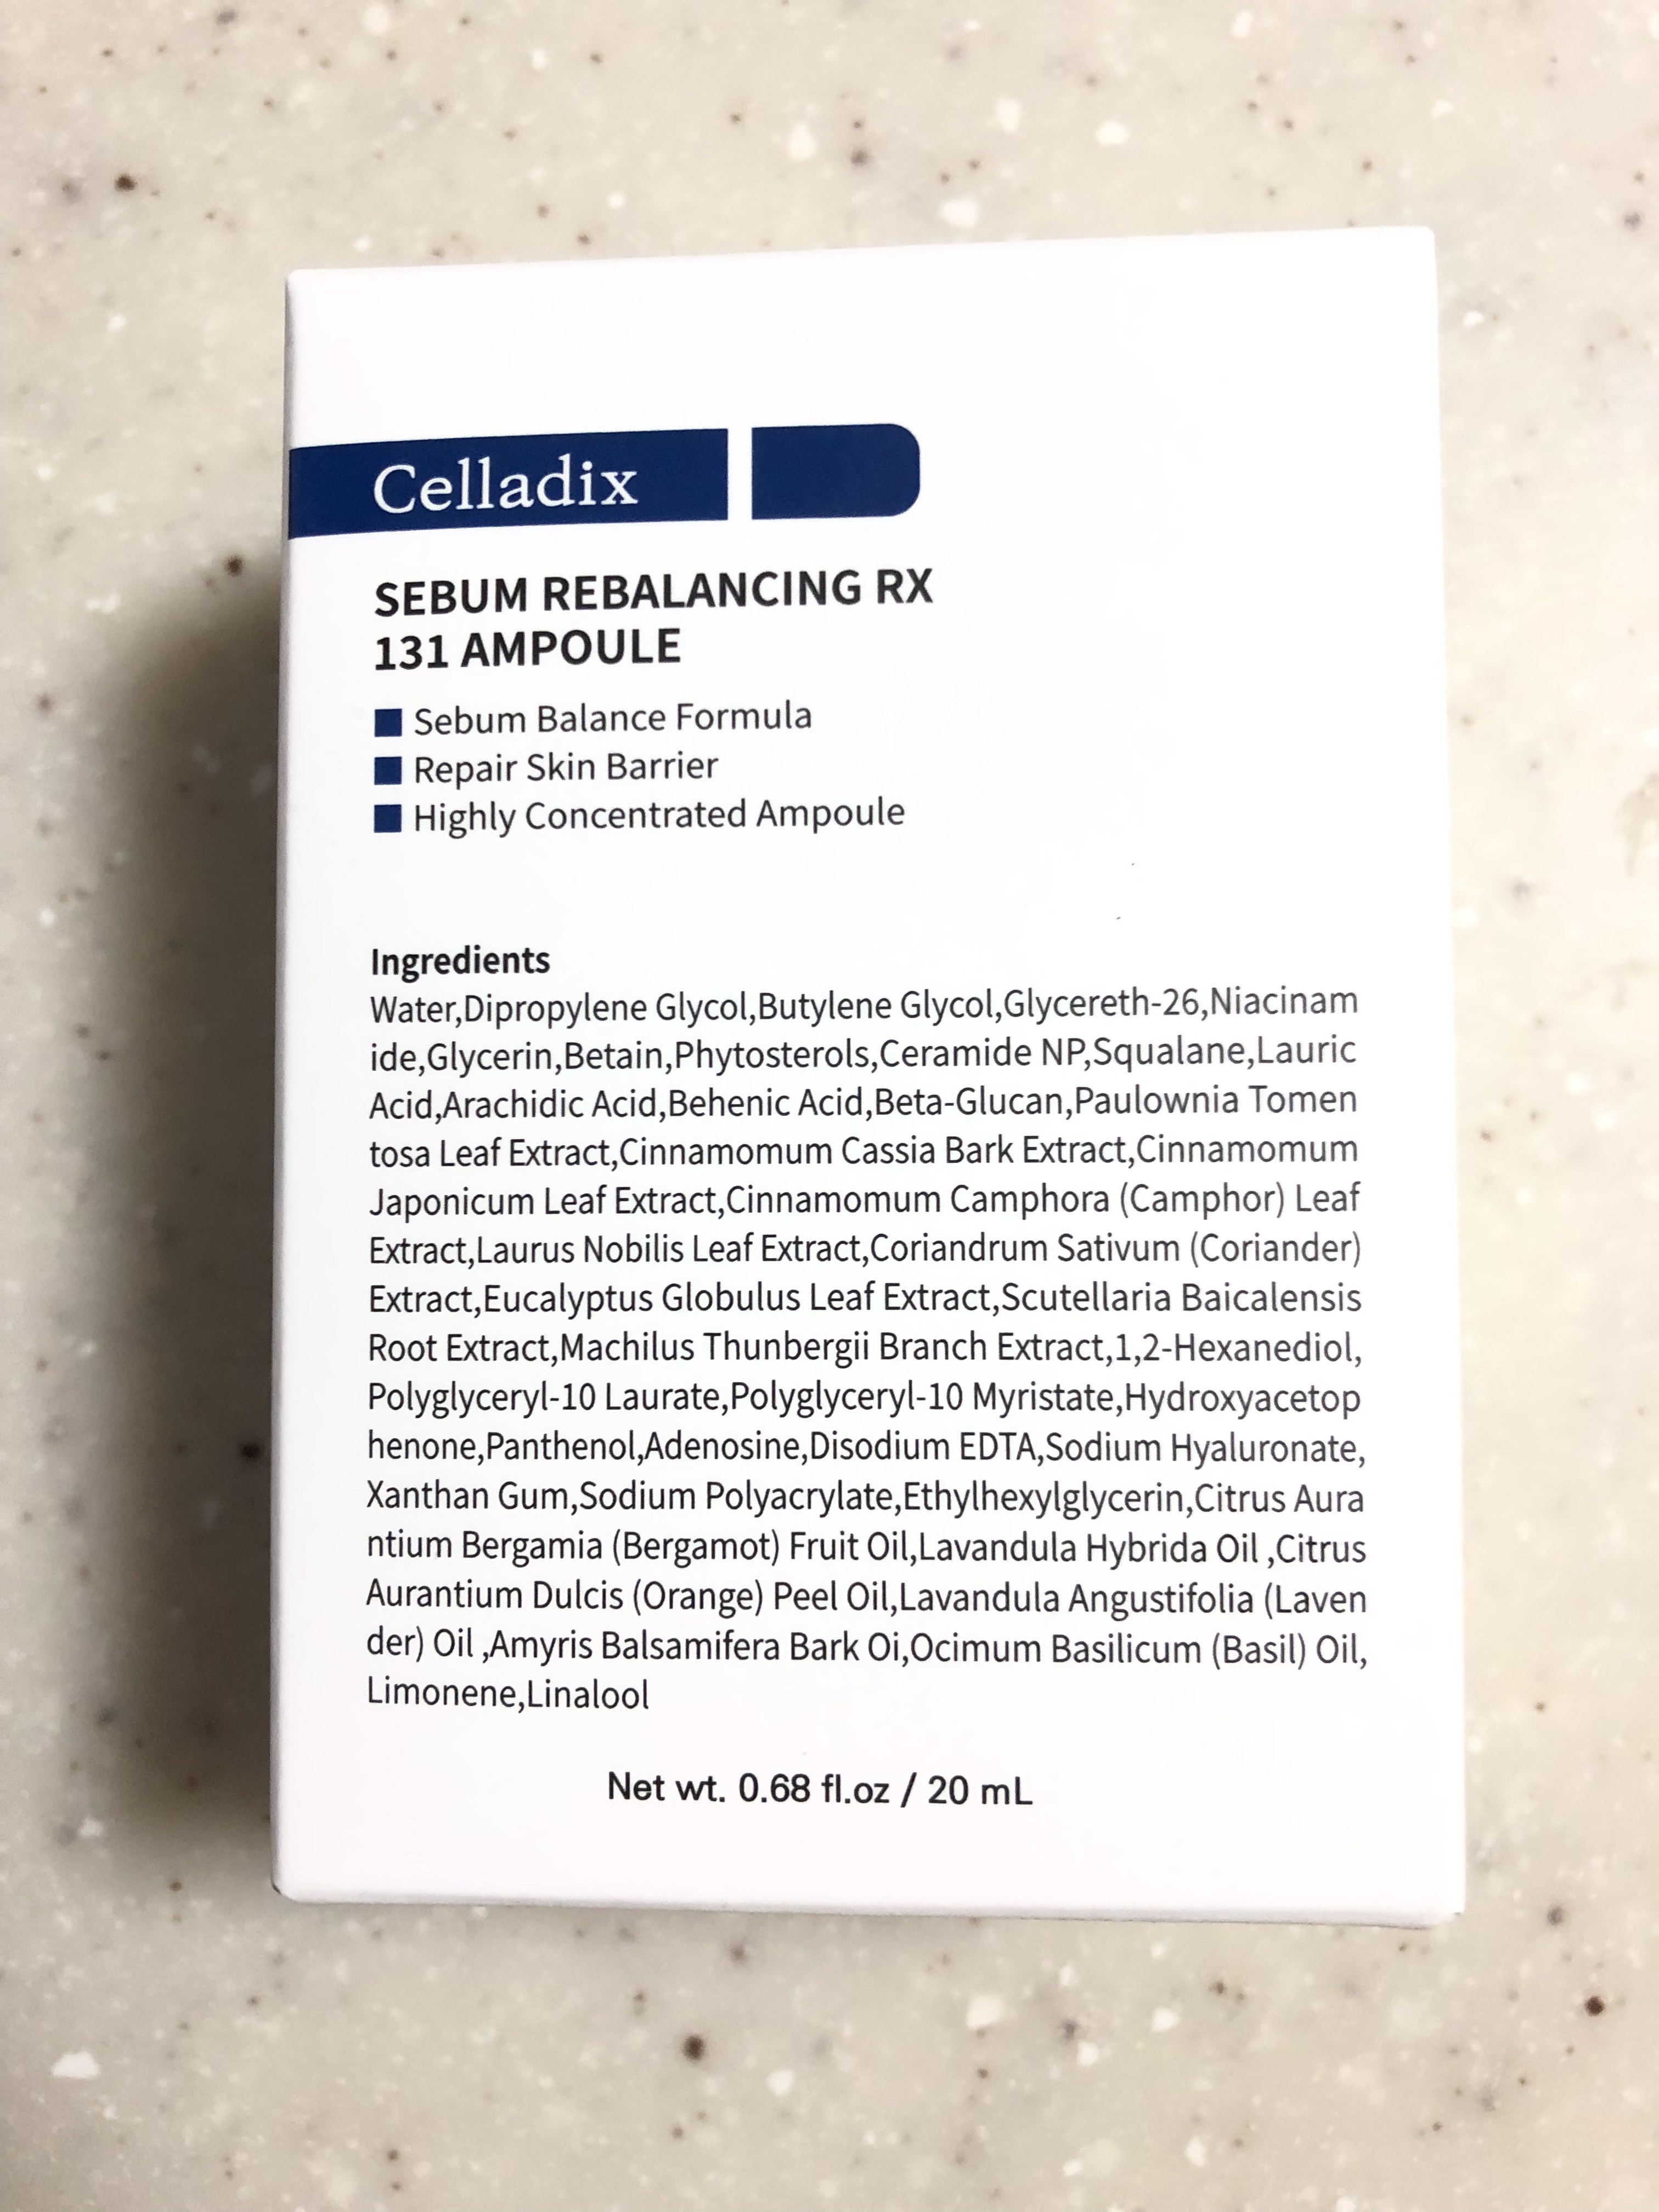 Celladix
SEBUM REBALANCING RX
131 AMPOULE
Sebum Balance Formula
Repair Skin Barrier
Highly Concentrated Ampoule
Ingredients
Water,Dipropylene Glycol,Butylene Glycol,Glycereth-26,Niacinam
ide,Glycerin,Betain,Phytosterols,Ceramide NP,Squalane,Lauric
Acid,Arachidic Acid,Behenic Acid,Beta-Glucan,Paulownia Tomen
tosa Leaf Extract,Cinnamomum Cassia Bark Extract,Cinnamomum
Japonicum Leaf Extract,Cinnamomum Camphora (Camphor) Leaf
Extract,Laurus Nobilis Leaf Extract,Coriandrum Sativum (Coriander)
Extract,Eucalyptus Globulus Leaf Extract,Scutellaria Baicalensis
Root Extract,Machilus Thunbergii Branch Extract,1,2-Hexanediol,
Polyglyceryl-10 Laurate,Polyglyceryl-10 Myristate,Hydroxyacetop
henone,Panthenol,Adenosine,Disodium EDTA,Sodium Hyaluronate,
Xanthan Gum,Sodium Polyacrylate,Ethylhexylglycerin,Citrus Aura
ntium Bergamia (Bergamot) Fruit Oil,Lavandula Hybrida Oil ,Citrus
Aurantium Dulcis (Orange) Peel Oil,Lavandula Angustifolia (Laven
der) Oil ,Amyris Balsamifera Bark Oi,Ocimum Basilicum (Basil) Oil,
Limonene,Linalool
Net wt. 0.68 fl.oz / 20 mL